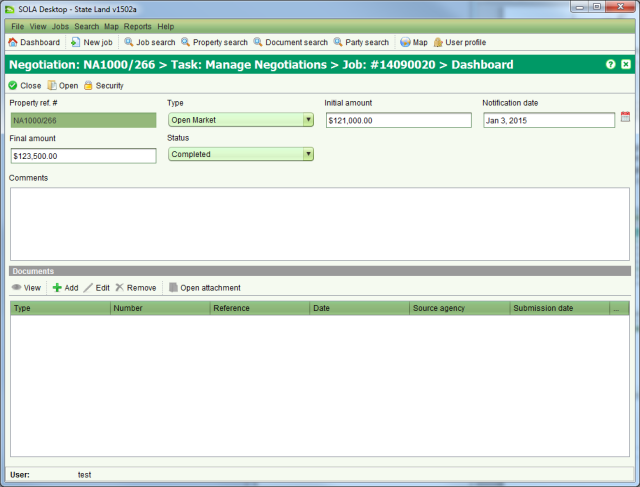 SOLA Desktop - State Land v1502a
File View Jobs Search Map Reports Help
Dashboard New job Job search Property search Document search Party search Map User profile
Negotiation: NA1000/266 > Task: Manage Negotiations > Job: #14090020 > Dashboard
Close Open Security
Property ref. # Type Initial amount Notification date
NA1000/266 Open Market $121,000.00 Jan 3, 2015
Final amount Status
$123,500.00 Completed
Comments
Documents
View Add Edit Remove Open attachment
Type Number Reference Date Source agency Submission date ...
User: test